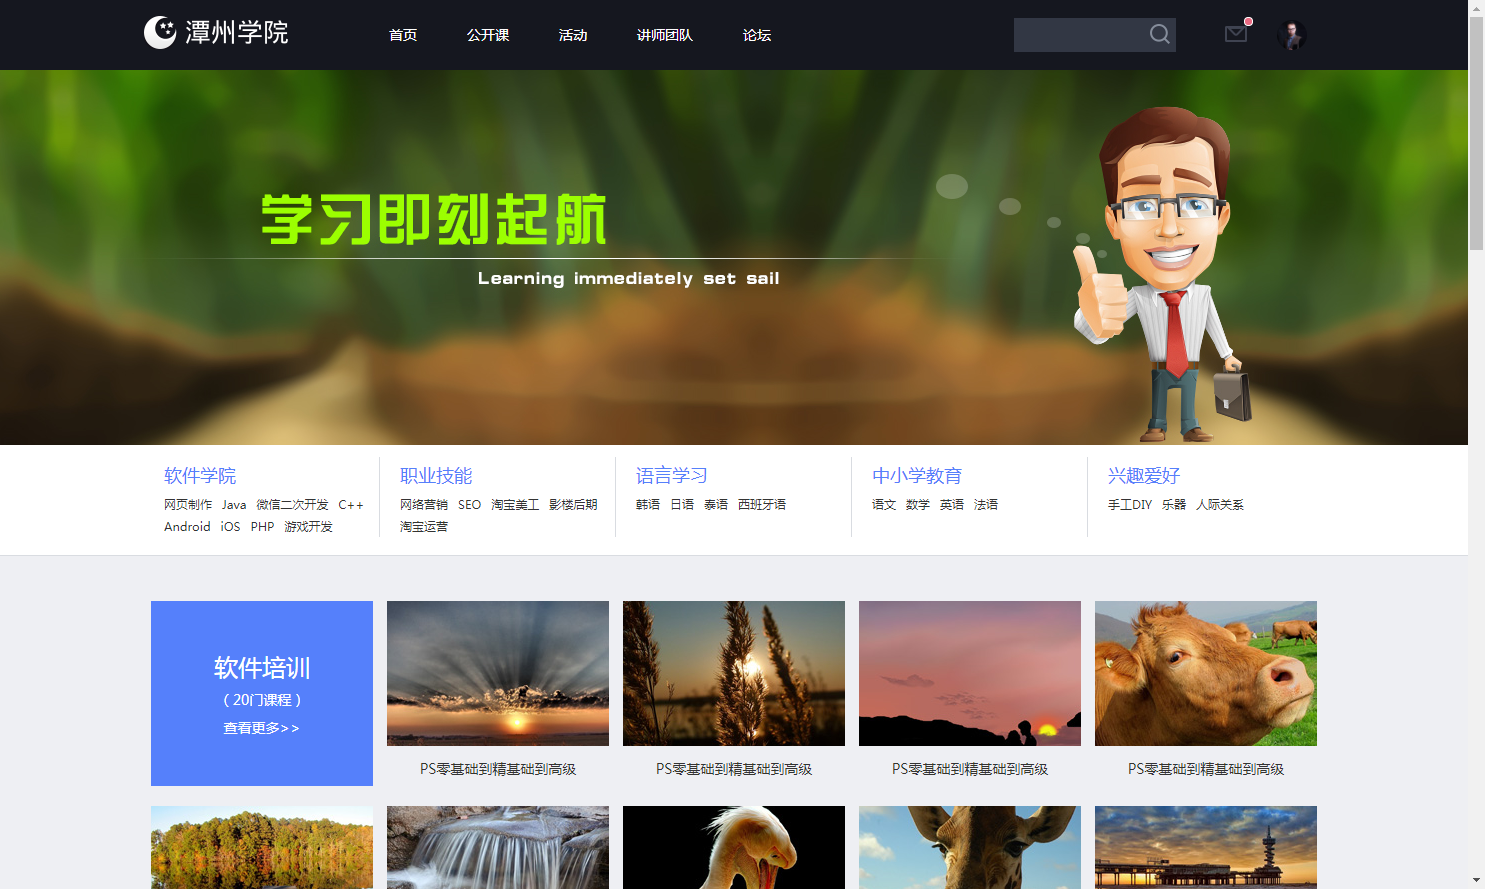 潭州学院
首页 公开课 活动 讲师团队 论坛
学习即刻起航
Learning immediately set sail
软件学院
网页制作 Java 微信二次开发 C++
Android iOS PHP 游戏开发
职业技能
网络营销 SEO 淘宝美工 影楼后期
淘宝运营
语言学习
韩语 日语 泰语 西班牙语
中小学教育
语文 数学 英语 法语
兴趣爱好
手工DIY 乐器 人际关系
软件培训
( 20门课程 )
查看更多>>
PS零基础到精基础到高级
PS零基础到精基础到高级
PS零基础到精基础到高级
PS零基础到精基础到高级